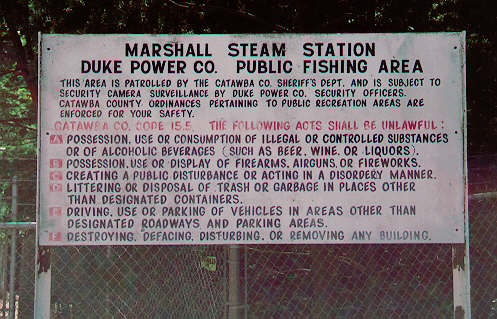 MARSHALL STEAM STATION
DUKE POWER CO. PUBLIC FISHING AREA
THIS AREA IS PATROLLED BY THE CATAWBA CO. SHERIFF'S DEPT. AND IS SUBJECT TO
SECURITY CAMERA SURVEILLANCE BY DUKE POWER CO. SECURITY OFFICERS.
CATAWBA COUNTY ORDINANCES PERTAINING TO PUBLIC RECREATION AREAS ARE
ENFORCED FOR YOUR SAFETY.
CATAWBA CO. CODE 15.5. THE FOLLOWING ACTS SHALL BE UNLAWFUL:
A POSSESSION, USE OR CONSUMPTION OF ILLEGAL OR CONTROLLED SUBSTANCES
OR OF ALCOHOLIC BEVERAGES (SUCH AS BEER, WINE, OR LIQUORS).
B POSSESSION, USE OR DISPLAY OF FIREARMS, AIRGUNS, OR FIREWORKS.
C CREATING A PUBLIC DISTURBANCE OR ACTING IN A DISORDERY MANNER.
D LITTERING OR DISPOSAL OF TRASH OR GARBAGE IN PLACES OTHER
THAN DESIGNATED CONTAINERS.
E DRIVING, USE OR PARKING OF VEHICLES IN AREAS OTHER THAN
DESIGNATED ROADWAYS AND PARKING AREAS.
F DESTROYING, DEFACING, DISTURBING, OR REMOVING ANY BUILDING,